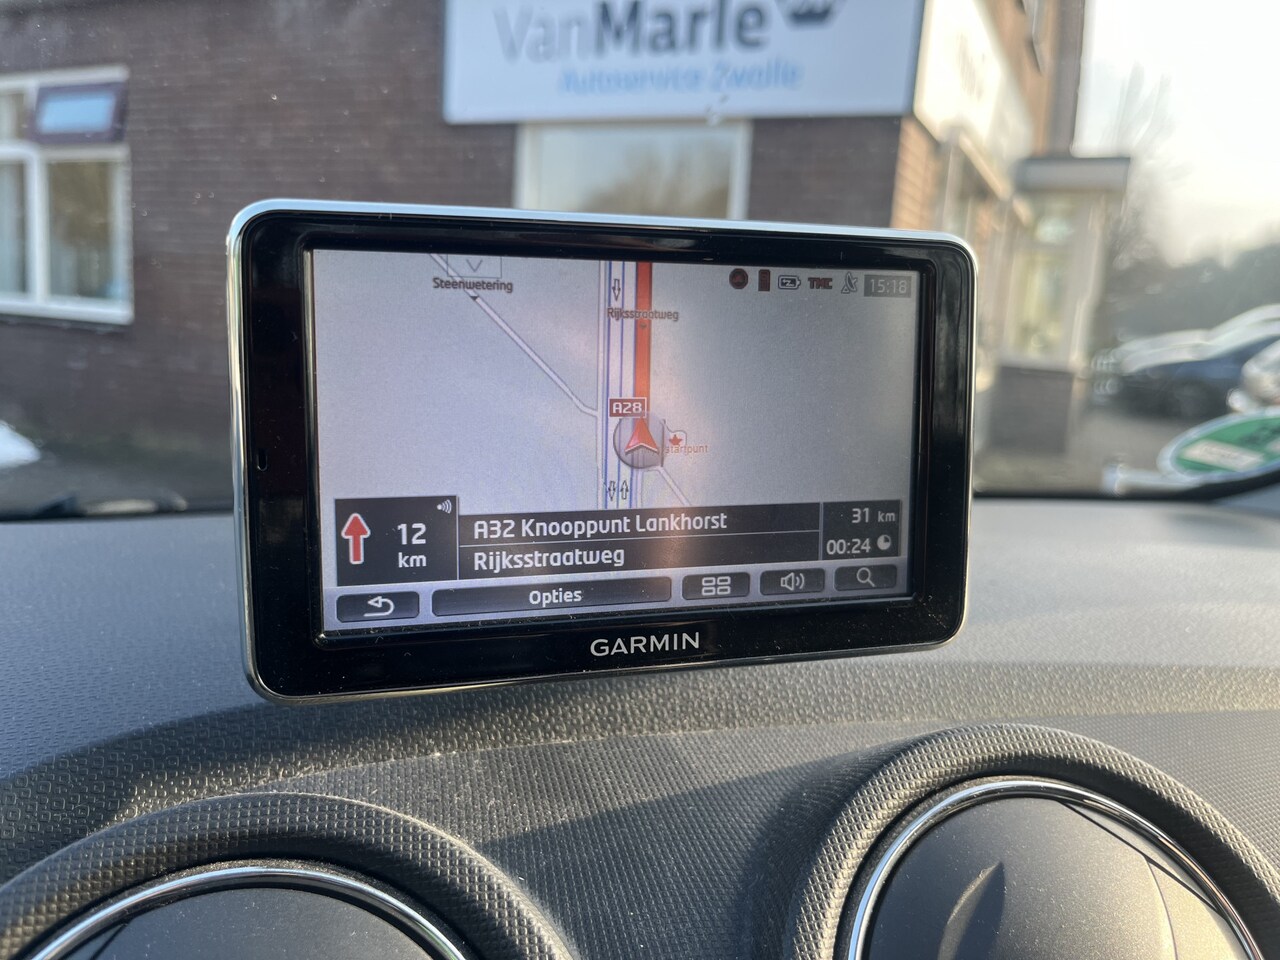 VanMarle
Autoservice Zwolle
Steenwetering
Rijksstraatweg
TMC
15:18
A28
startpunt
12
km
A32 Knooppunt Lankhorst
Rijksstraatweg
31 km
00:24
Opties
GARMIN